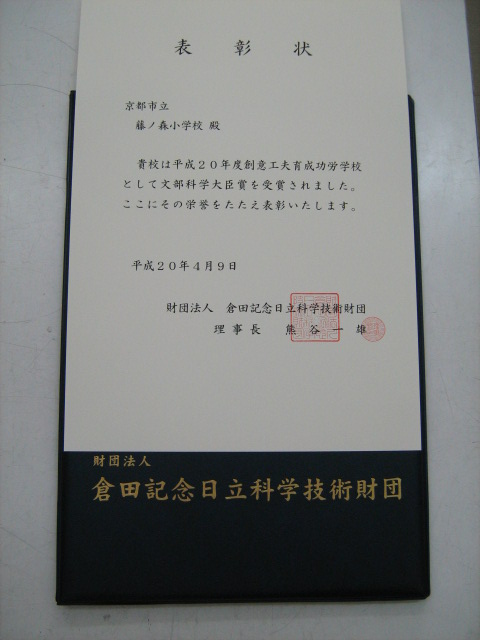 表彰状
京都市立
藤ノ森小学校 殿
貴校は平成２０年度創意工夫育成功労学校
として文部科学大臣賞を受賞されました。
ここにその栄誉をたたえ表彰いたします。
平成２０年４月９日
財団法人 倉田記念日立科学技術財団
理事長 熊谷一雄
財団法人
倉田記念日立科学技術財団